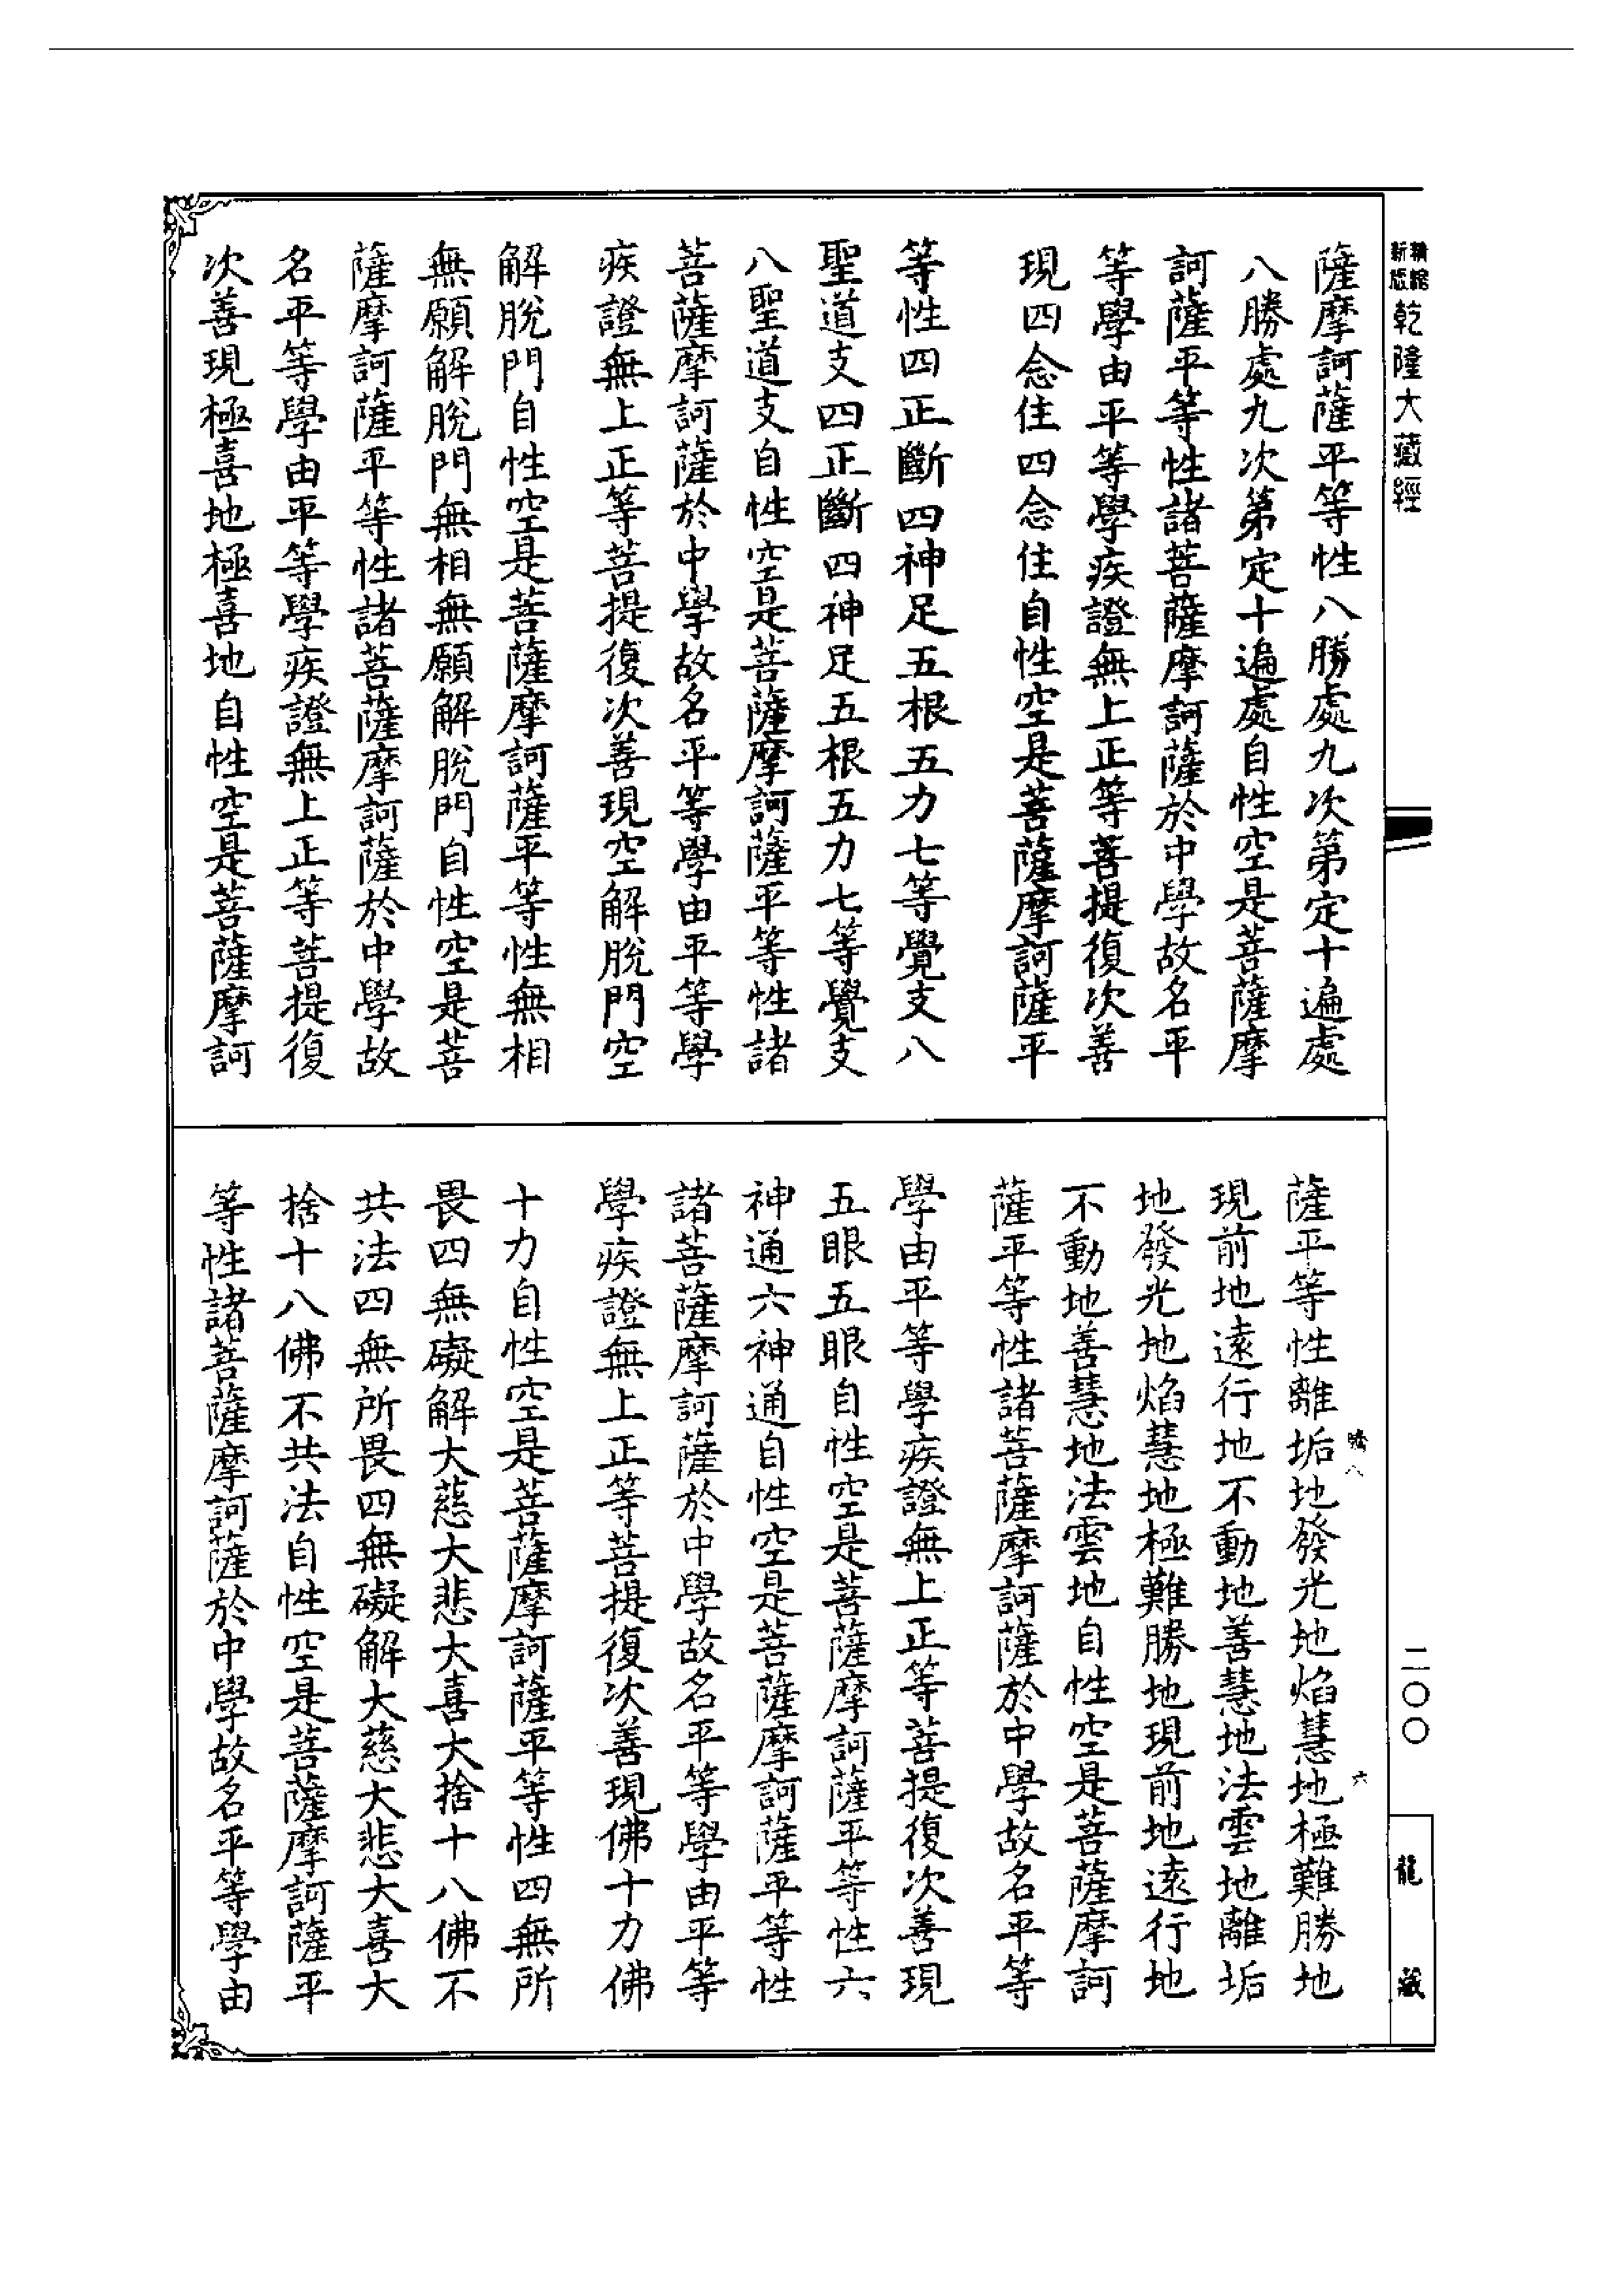 新版
乾隆大藏經
薩摩訶薩平等性八勝處九次第定十遍處
八勝處九次第定十遍處自性空是菩薩摩
訶薩平等性諸菩薩摩訶薩於中學故名平
等學由平等學疾證無上正等菩提復次善
現四念住四念住自性空是菩薩摩訶薩平
等性四正斷四神足五根五力七等覺支八
聖道支四正斷四神足五根五力七等覺支
八聖道支自性空是菩薩摩訶薩平等性諸
菩薩摩訶薩於中學故名平等學由平等學
疾證無上正等菩提復次善現空解脫門空
解脫門自性空是菩薩摩訶薩平等性無相
無願解脫門無相無願解脫門自性空是菩
薩摩訶薩平等性諸菩薩摩訶薩於中學故
名平等學由平等學疾證無上正等菩提復
次善現極喜地極喜地自性空是菩薩摩訶
薩平等性離垢地發光地焰慧地極難勝地
現前地遠行地不動地善慧地法雲地離垢
地發光地焰慧地極難勝地現前地遠行地
不動地善慧地法雲地自性空是菩薩摩訶
薩平等性諸菩薩摩訶薩於中學故名平等
學由平等學疾證無上正等菩提復次善現
五眼五眼自性空是菩薩摩訶薩平等性六
神通六神通自性空是菩薩摩訶薩平等性
諸菩薩摩訶薩於中學故名平等學由平等
學疾證無上正等菩提復次善現佛十力佛
十力自性空是菩薩摩訶薩平等性四無所
畏四無礙解大慈大悲大喜大捨十八佛不
共法四無所畏四無礙解大慈大悲大喜大
捨十八佛不共法自性空是菩薩摩訶薩平
等性諸菩薩摩訶薩於中學故名平等學由
八
六
二〇〇
龍藏